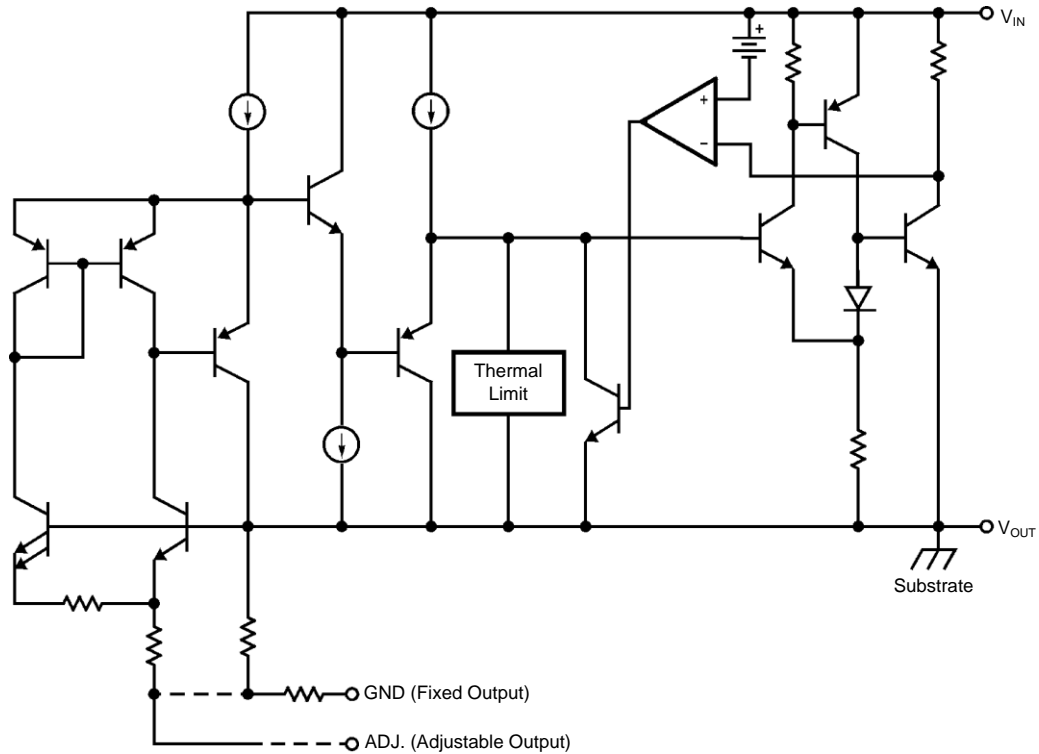 V_IN
+
+
−
Thermal
Limit
V_OUT
Substrate
GND (Fixed Output)
ADJ. (Adjustable Output)